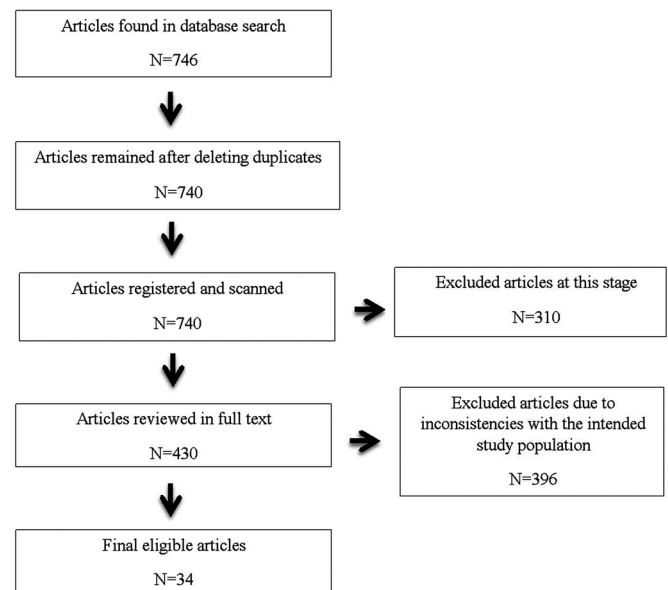 Articles found in database search
N=746
Articles remained after deleting duplicates
N=740
Articles registered and scanned
N=740
Excluded articles at this stage
N=310
Articles reviewed in full text
N=430
Excluded articles due to
inconsistencies with the intended
study population
N=396
Final eligible articles
N=34